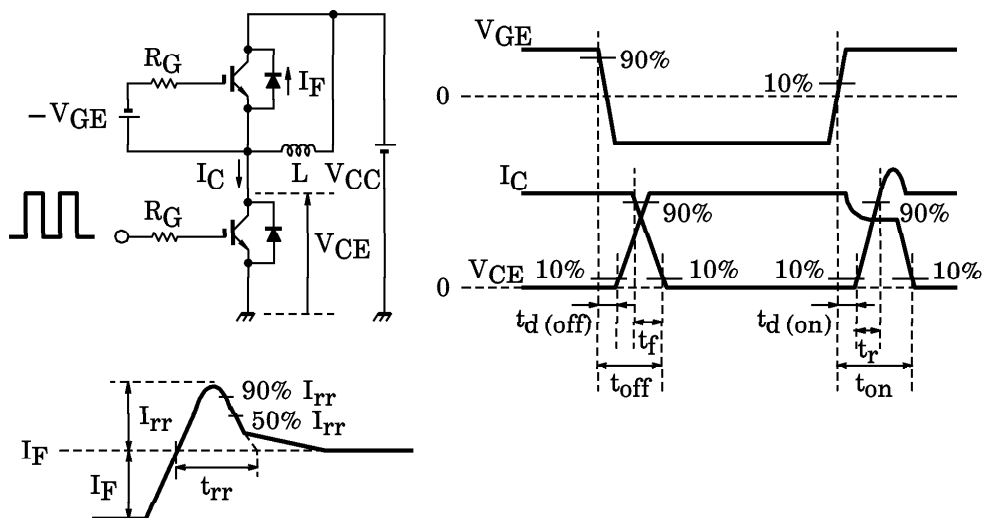 R_G
I_F
−V_GE
I_C
L
V_CC
R_G
V_CE
V_GE
90%
10%
0
I_C
90%
90%
V_CE
10%
10%
10%
10%
0
t_d (off)
t_f
t_off
t_d (on)
t_r
t_on
90% I_rr
I_rr
50% I_rr
I_F
I_F
t_rr